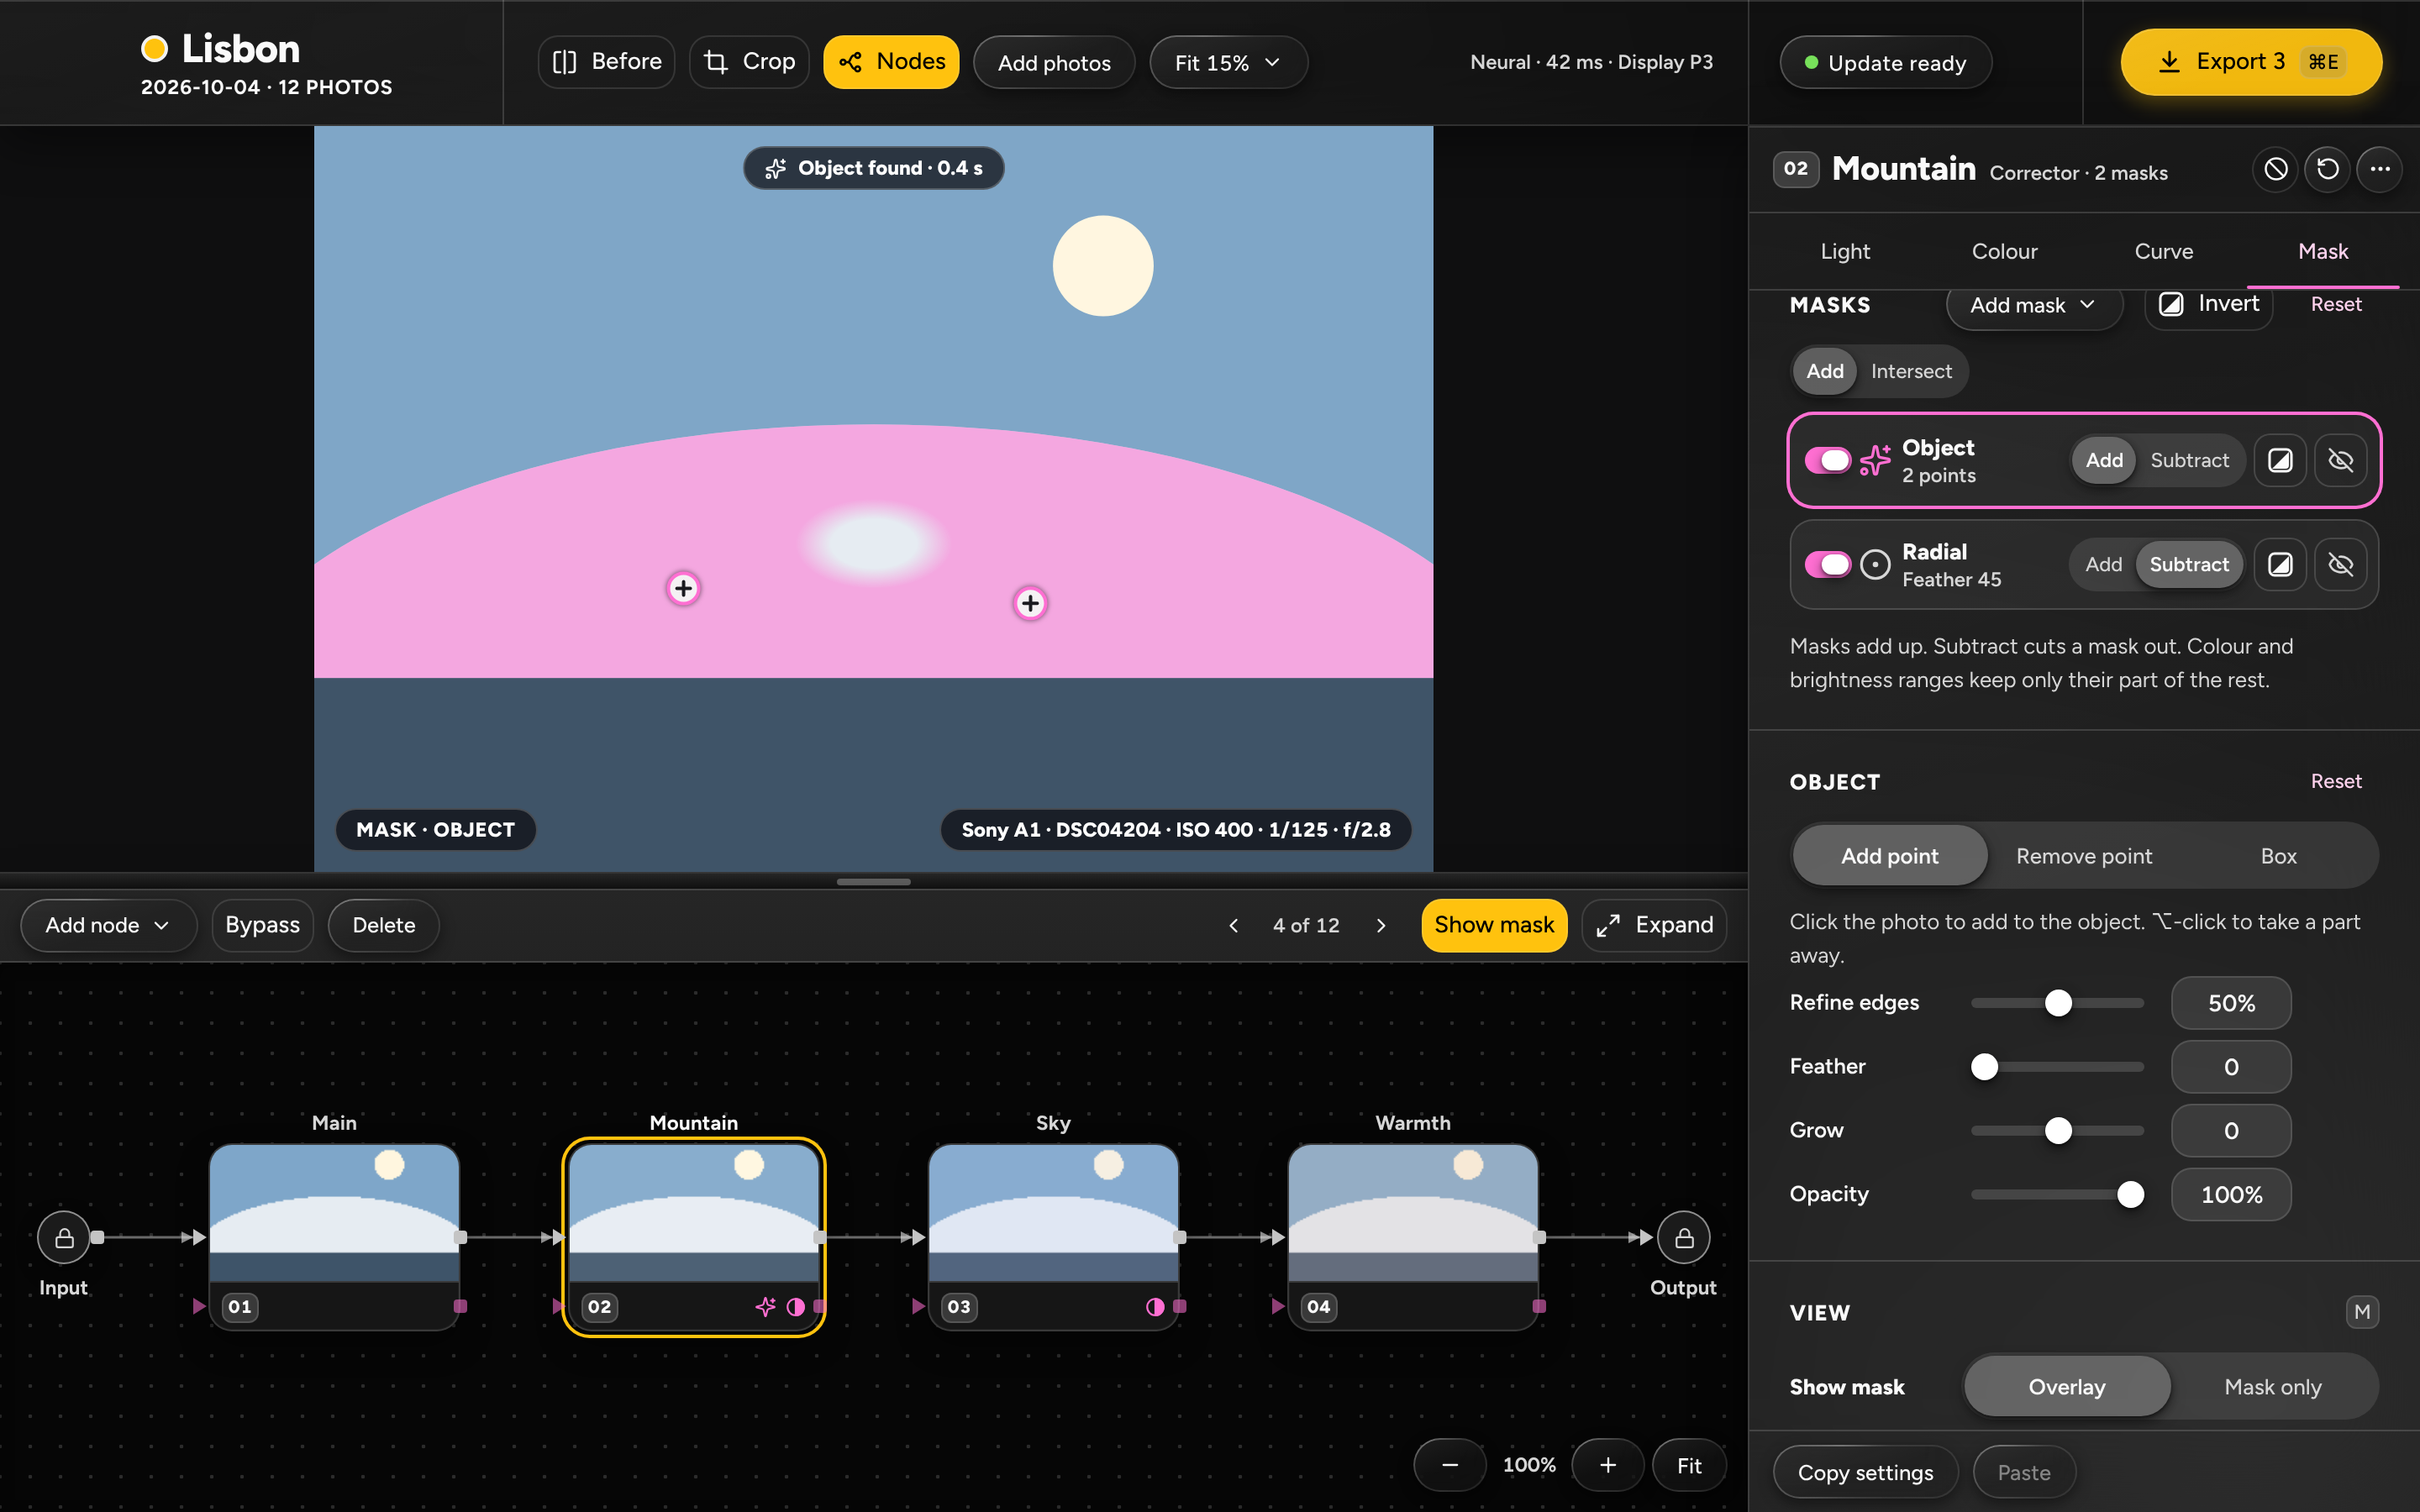 Lisbon
2026-10-04 · 12 PHOTOS
Before
Crop
Nodes
Add photos
Fit 15%
Neural · 42 ms · Display P3
Update ready
Export 3 ⌘E
Object found · 0.4 s
MASK · OBJECT
Sony A1 · DSC04204 · ISO 400 · 1/125 · f/2.8
02 Mountain Corrector · 2 masks
Light
Colour
Curve
Mask
MASKS
Add mask
Invert
Reset
Add
Intersect
Object
2 points
Add
Subtract
Radial
Feather 45
Add
Subtract
Masks add up. Subtract cuts a mask out. Colour and
brightness ranges keep only their part of the rest.
OBJECT
Reset
Add point
Remove point
Box
Click the photo to add to the object. ⌥-click to take a part
away.
Refine edges 50%
Feather 0
Grow 0
Opacity 100%
VIEW
M
Show mask
Overlay
Mask only
Copy settings
Paste
Add node
Bypass
Delete
4 of 12
Show mask
Expand
Main
Mountain
Sky
Warmth
Input
Output
01
02
03
04
100%
Fit